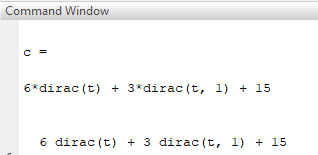 Command Window
c =
6*dirac(t) + 3*dirac(t, 1) + 15
6 dirac(t) + 3 dirac(t, 1) + 15